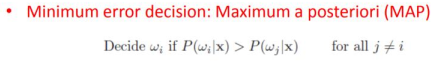 • Minimum error decision: Maximum a posteriori (MAP)
Decide ωᵢ if P(ωᵢ|x) > P(ωⱼ|x) for all j ≠ i